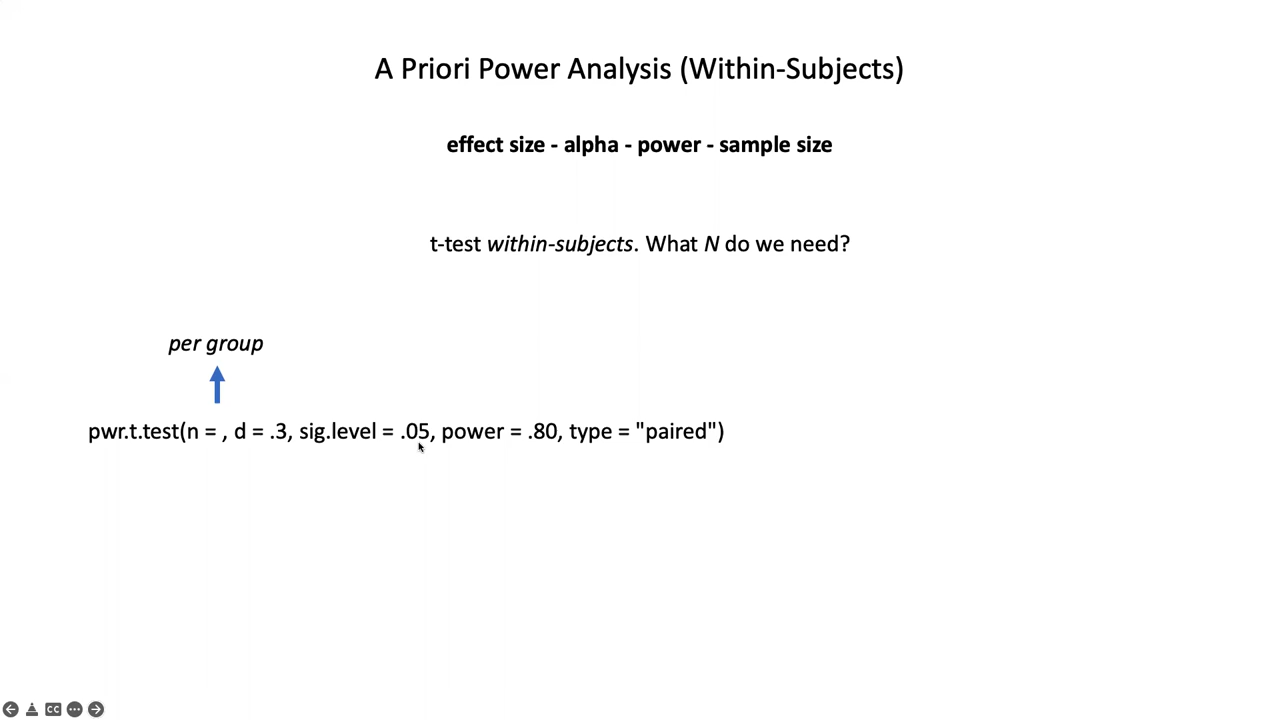 A Priori Power Analysis (Within-Subjects)
effect size - alpha - power - sample size
t-test within-subjects. What N do we need?
per group
pwr.t.test(n = , d = .3, sig.level = .05, power = .80, type = "paired")
CC